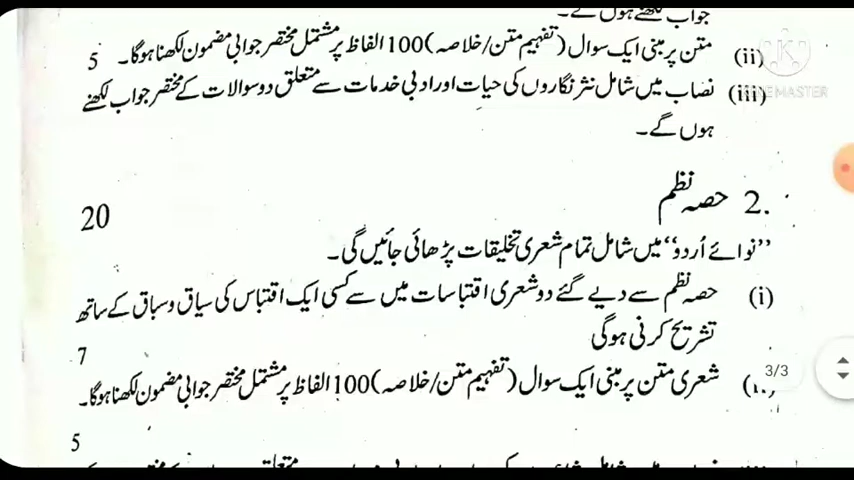 جواب لکھنے ہوں گے۔
(ii) متن پر مبنی ایک سوال (تفہیم متن/خلاصہ) 100 الفاظ پر مشتمل مختصر جوابی مضمون لکھنا ہوگا۔ 5
(iii) نصاب میں شامل نثر نگاروں کی حیات اور ادبی خدمات سے متعلق دو سوالات کے مختصر جواب لکھنے
ہوں گے۔
2. حصہ نظم
20
”نوائے اُردو“ میں شامل تمام شعری تخلیقات پڑھائی جائیں گی۔
(i) حصہ نظم سے دیے گئے دو شعری اقتباسات میں سے کسی ایک اقتباس کی سیاق و سباق کے ساتھ
تشریح کرنی ہوگی
7
3/3
شعری متن پر مبنی ایک سوال (تفہیم متن/خلاصہ) 100 الفاظ پر مشتمل مختصر جوابی مضمون لکھنا ہوگا۔
5